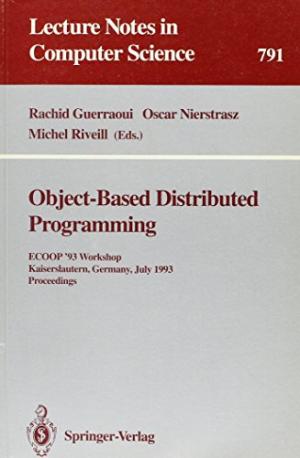 Lecture Notes in
Computer Science 791
Rachid Guerraoui Oscar Nierstrasz
Michel Riveill (Eds.)
Object-Based Distributed
Programming
ECOOP '93 Workshop
Kaiserslautern, Germany, July 1993
Proceedings
Springer-Verlag